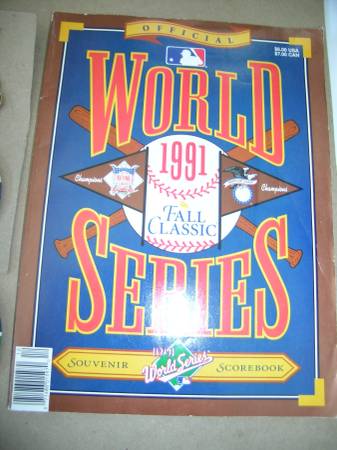 OFFICIAL
$6.00 USA
$7.00 CAN
WORLD
1991
Champions
Champions
FALL
CLASSIC
SERIES
SOUVENIR
World Series
SCOREBOOK